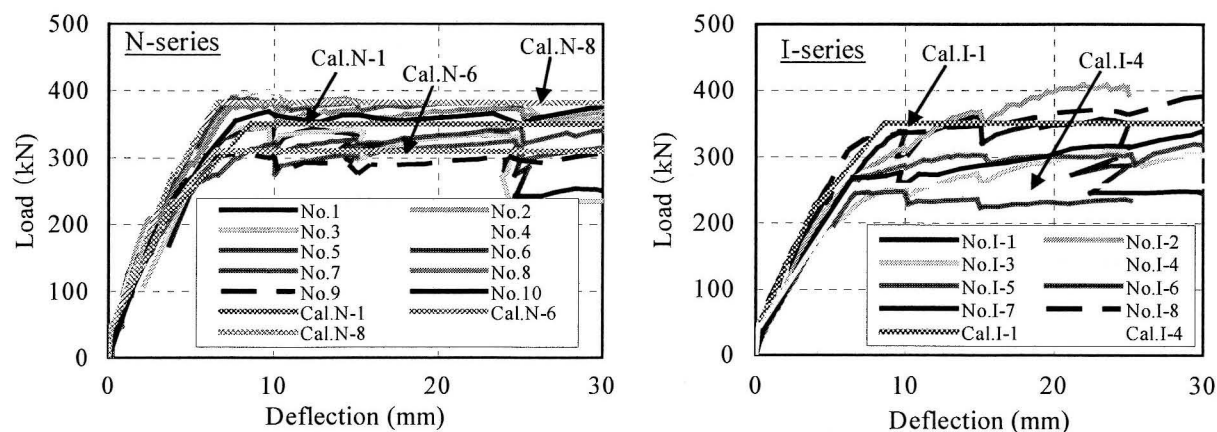 N-series
Cal.N-1
Cal.N-6
Cal.N-8
Load (kN)
500
400
300
200
100
0
No.1 No.2
No.3 No.4
No.5 No.6
No.7 No.8
No.9 No.10
Cal.N-1 Cal.N-6
Cal.N-8
0 10 20 30
Deflection (mm)
I-series
Cal.I-1
Cal.I-4
Load (kN)
500
400
300
200
100
0
No.I-1 No.I-2
No.I-3 No.I-4
No.I-5 No.I-6
No.I-7 No.I-8
Cal.I-1 Cal.I-4
0 10 20 30
Deflection (mm)